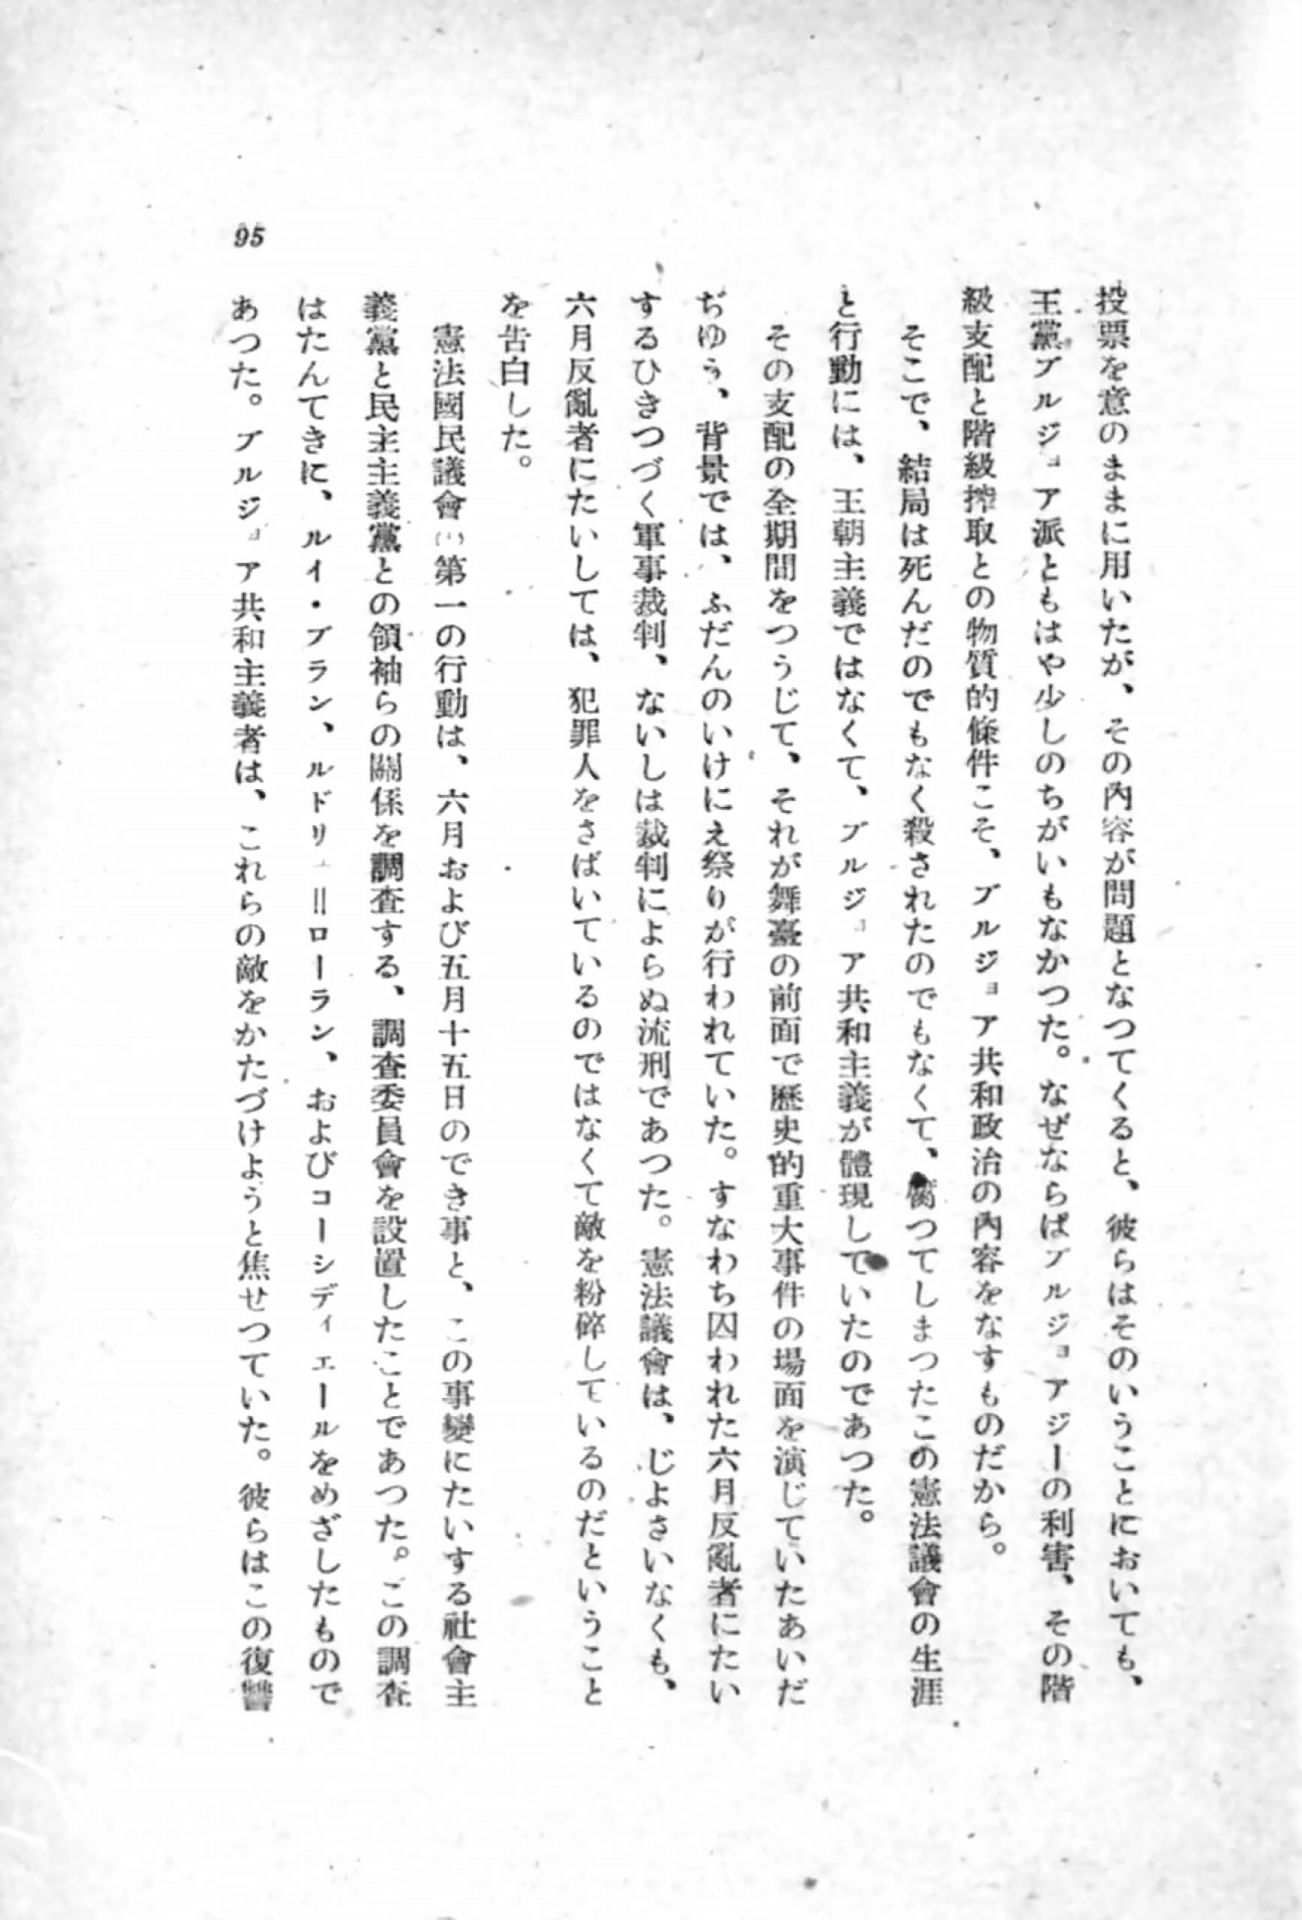 投票を意のままに用いたが、その內容が問題となつてくると、彼らはそのいうことにおいても、
王黨ブルジョア派ともはや少しのちがいもなかつた。なぜならばブルジョアジーの利害、その階
級支配と階級搾取との物質的條件こそ、ブルジョア共和政治の內容をなすものだから。
そこで、結局は死んだのでもなく殺されたのでもなくて、腐つてしまつたこの憲法議會の生涯
と行動には、王朝主義ではなくて、ブルジョア共和主義が體現していたのであつた。
その支配の全期間をつうじて、それが舞臺の前面で歷史的重大事件の場面を演じていたあいだ
ぢゆう、背景では、ふだんのいけにえ祭りが行われていた。すなわち囚われた六月反亂者にたい
するひきつづく軍事裁判、ないしは裁判によらぬ流刑であつた。憲法議會は、じよさいなくも、
六月反亂者にたいしては、犯罪人をさばいているのではなくて敵を粉碎しているのだということ
を告白した。
憲法國民議會の第一の行動は、六月および五月十五日のでき事と、この事變にたいする社會主
義黨と民主主義黨との領袖らの關係を調査する、調査委員會を設置したことであつた。この調査
はたんてきに、ルイ・ブラン、ルドリュ＝ローラン、およびコーシディエールをめざしたもので
あつた。ブルジョア共和主義者は、これらの敵をかたづけようと焦せつていた。彼らはこの復讐
95